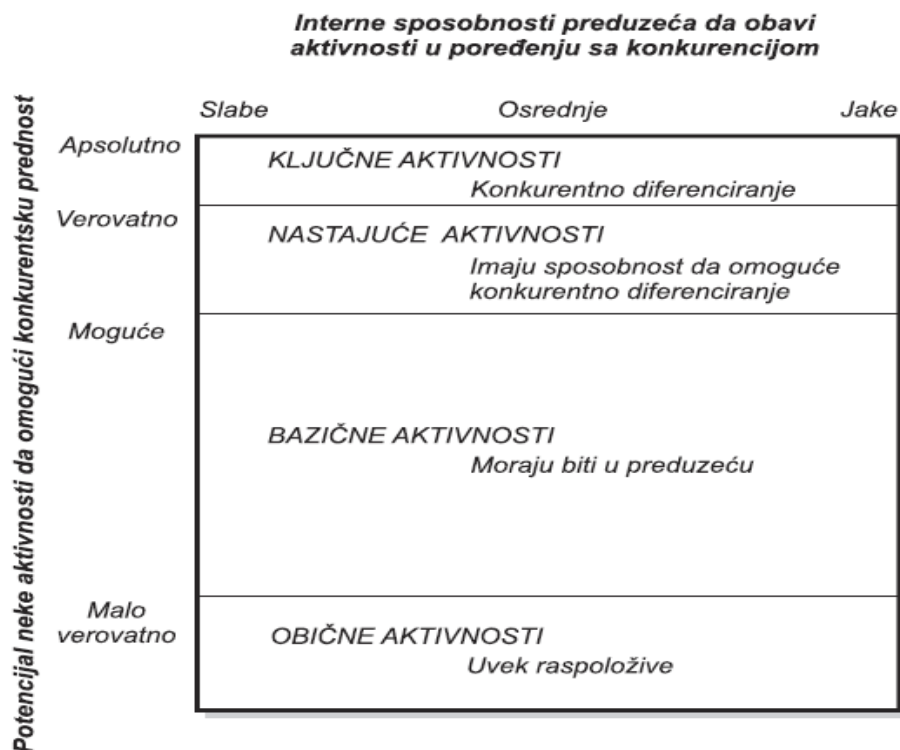 Interne sposobnosti preduzeća da obavi
aktivnosti u poređenju sa konkurencijom
Slabe Osrednje Jake
Potencijal neke aktivnosti da omogući konkurentsku prednost
Apsolutno
KLJUČNE AKTIVNOSTI
Konkurentno diferenciranje
Verovatno
NASTAJUĆE AKTIVNOSTI
Imaju sposobnost da omoguće
konkurentno diferenciranje
Moguće
BAZIČNE AKTIVNOSTI
Moraju biti u preduzeću
Malo
verovatno
OBIČNE AKTIVNOSTI
Uvek raspoložive